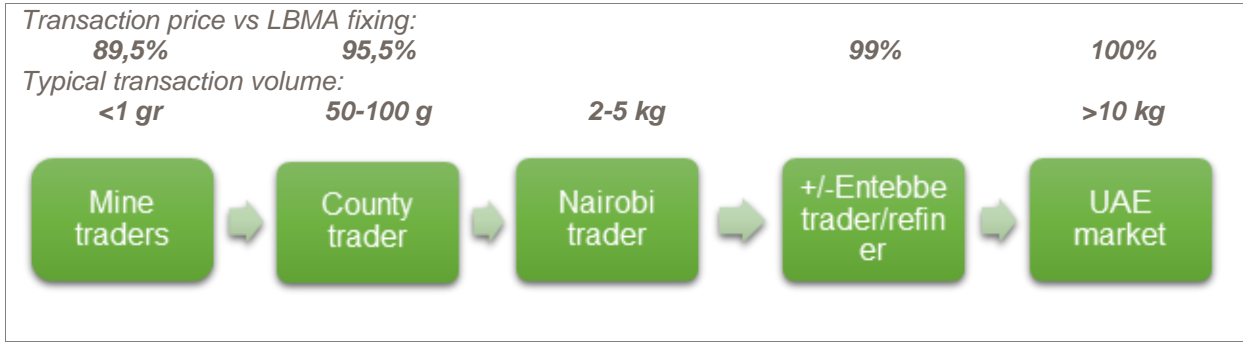 Transaction price vs LBMA fixing:
89,5% 95,5% 99% 100%
Typical transaction volume:
<1 gr 50-100 g 2-5 kg >10 kg
Mine
traders
County
trader
Nairobi
trader
+/-Entebbe
trader/refin
er
UAE
market